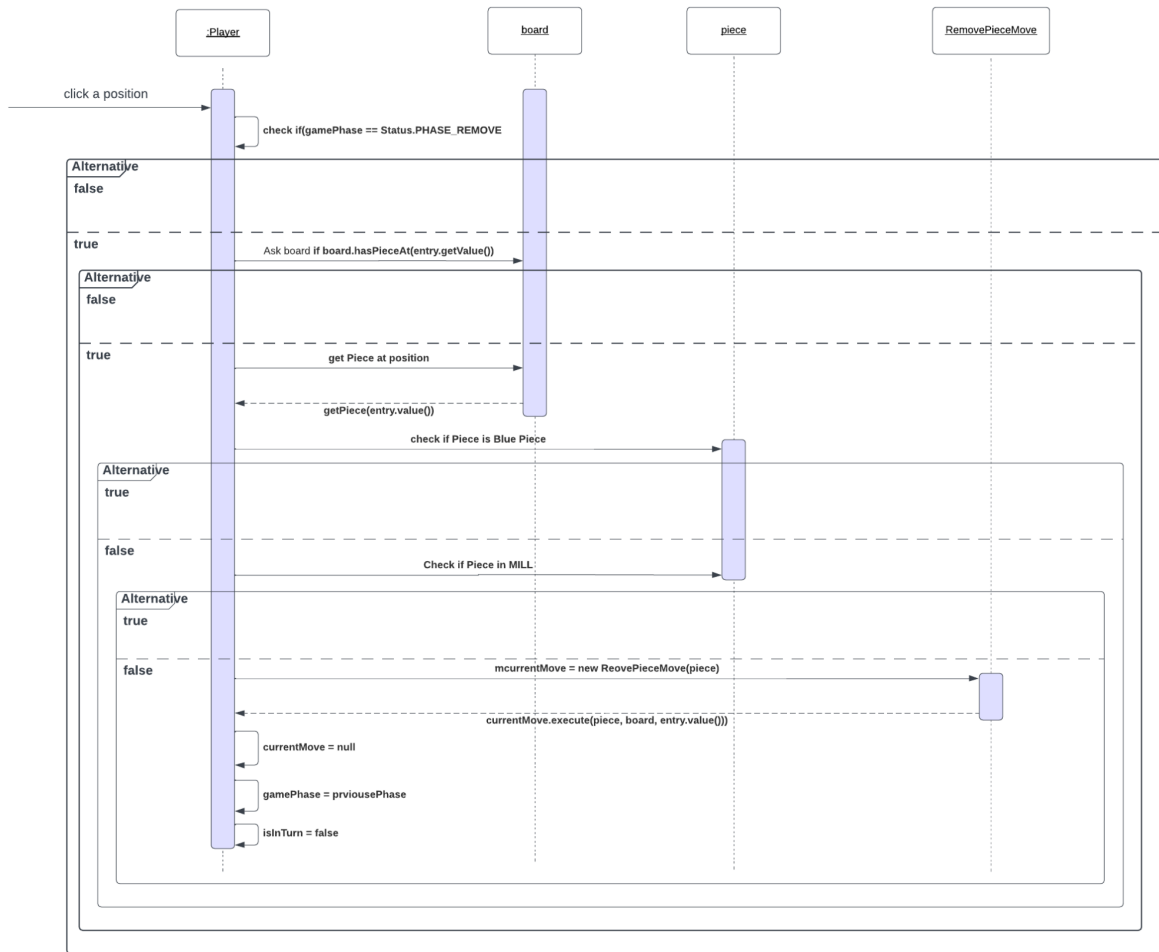 :Player
board
piece
RemovePieceMove
click a position
check if(gamePhase == Status.PHASE_REMOVE
Alternative
false
true
Ask board if board.hasPieceAt(entry.getValue())
Alternative
false
true
get Piece at position
getPiece(entry.value())
check if Piece is Blue Piece
Alternative
true
false
Check if Piece in MILL
Alternative
true
false
mcurrentMove = new ReovePieceMove(piece)
currentMove.execute(piece, board, entry.value()))
currentMove = null
gamePhase = prviousePhase
isInTurn = false